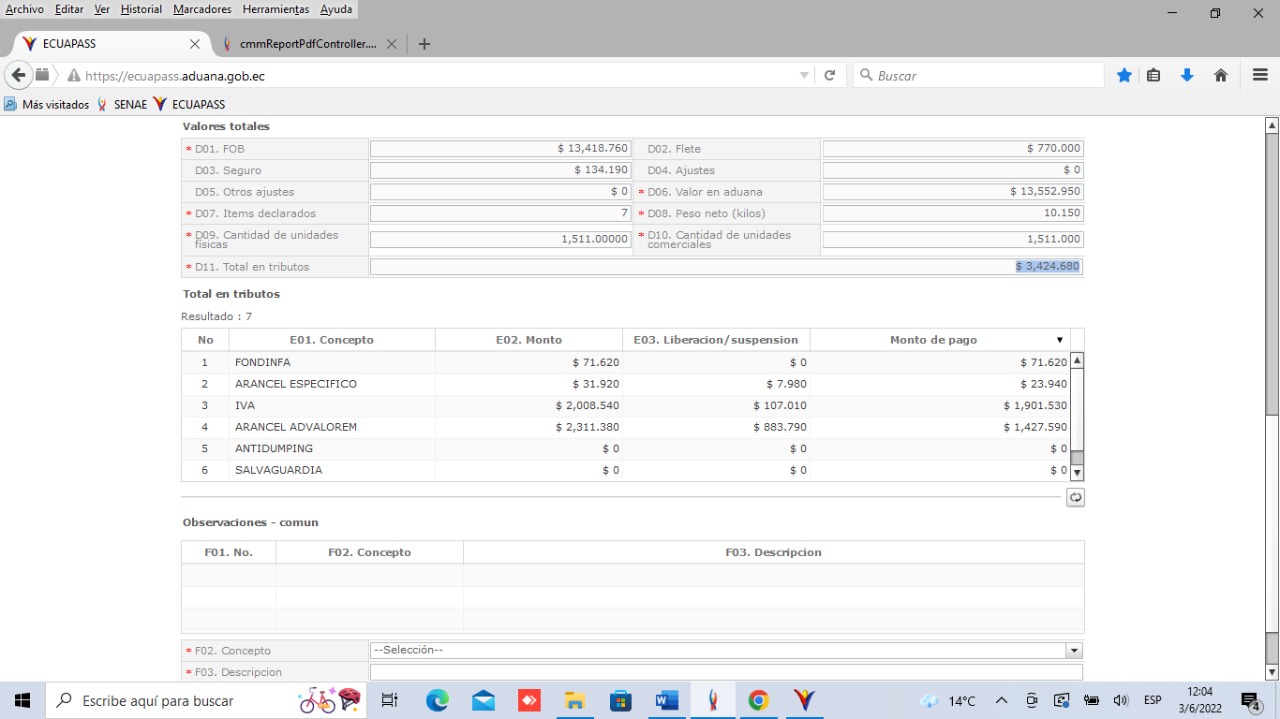 Archivo Editar Ver Historial Marcadores Herramientas Ayuda
ECUAPASS cmmReportPdfController....
https://ecuapass.aduana.gob.ec Buscar
Más visitados SENAE ECUAPASS
Valores totales
* D01. FOB $ 13,418.760 D02. Flete $ 770.000
D03. Seguro $ 134.190 D04. Ajustes $ 0
D05. Otros ajustes $ 0 * D06. Valor en aduana $ 13,552.950
* D07. Items declarados 7 * D08. Peso neto (kilos) 10.150
* D09. Cantidad de unidades físicas 1,511.00000 * D10. Cantidad de unidades comerciales 1,511.000
* D11. Total en tributos $ 3,424.680
Total en tributos
Resultado : 7
No E01. Concepto E02. Monto E03. Liberacion/suspension Monto de pago
1 FONDINFA $ 71.620 $ 0 $ 71.620
2 ARANCEL ESPECIFICO $ 31.920 $ 7.980 $ 23.940
3 IVA $ 2,008.540 $ 107.010 $ 1,901.530
4 ARANCEL ADVALOREM $ 2,311.380 $ 883.790 $ 1,427.590
5 ANTIDUMPING $ 0 $ 0 $ 0
6 SALVAGUARDIA $ 0 $ 0 $ 0
Observaciones - comun
F01. No. F02. Concepto F03. Descripcion
* F02. Concepto --Selección--
* F03. Descripcion
Escribe aquí para buscar 14°C ESP 12:04
3/6/2022 4